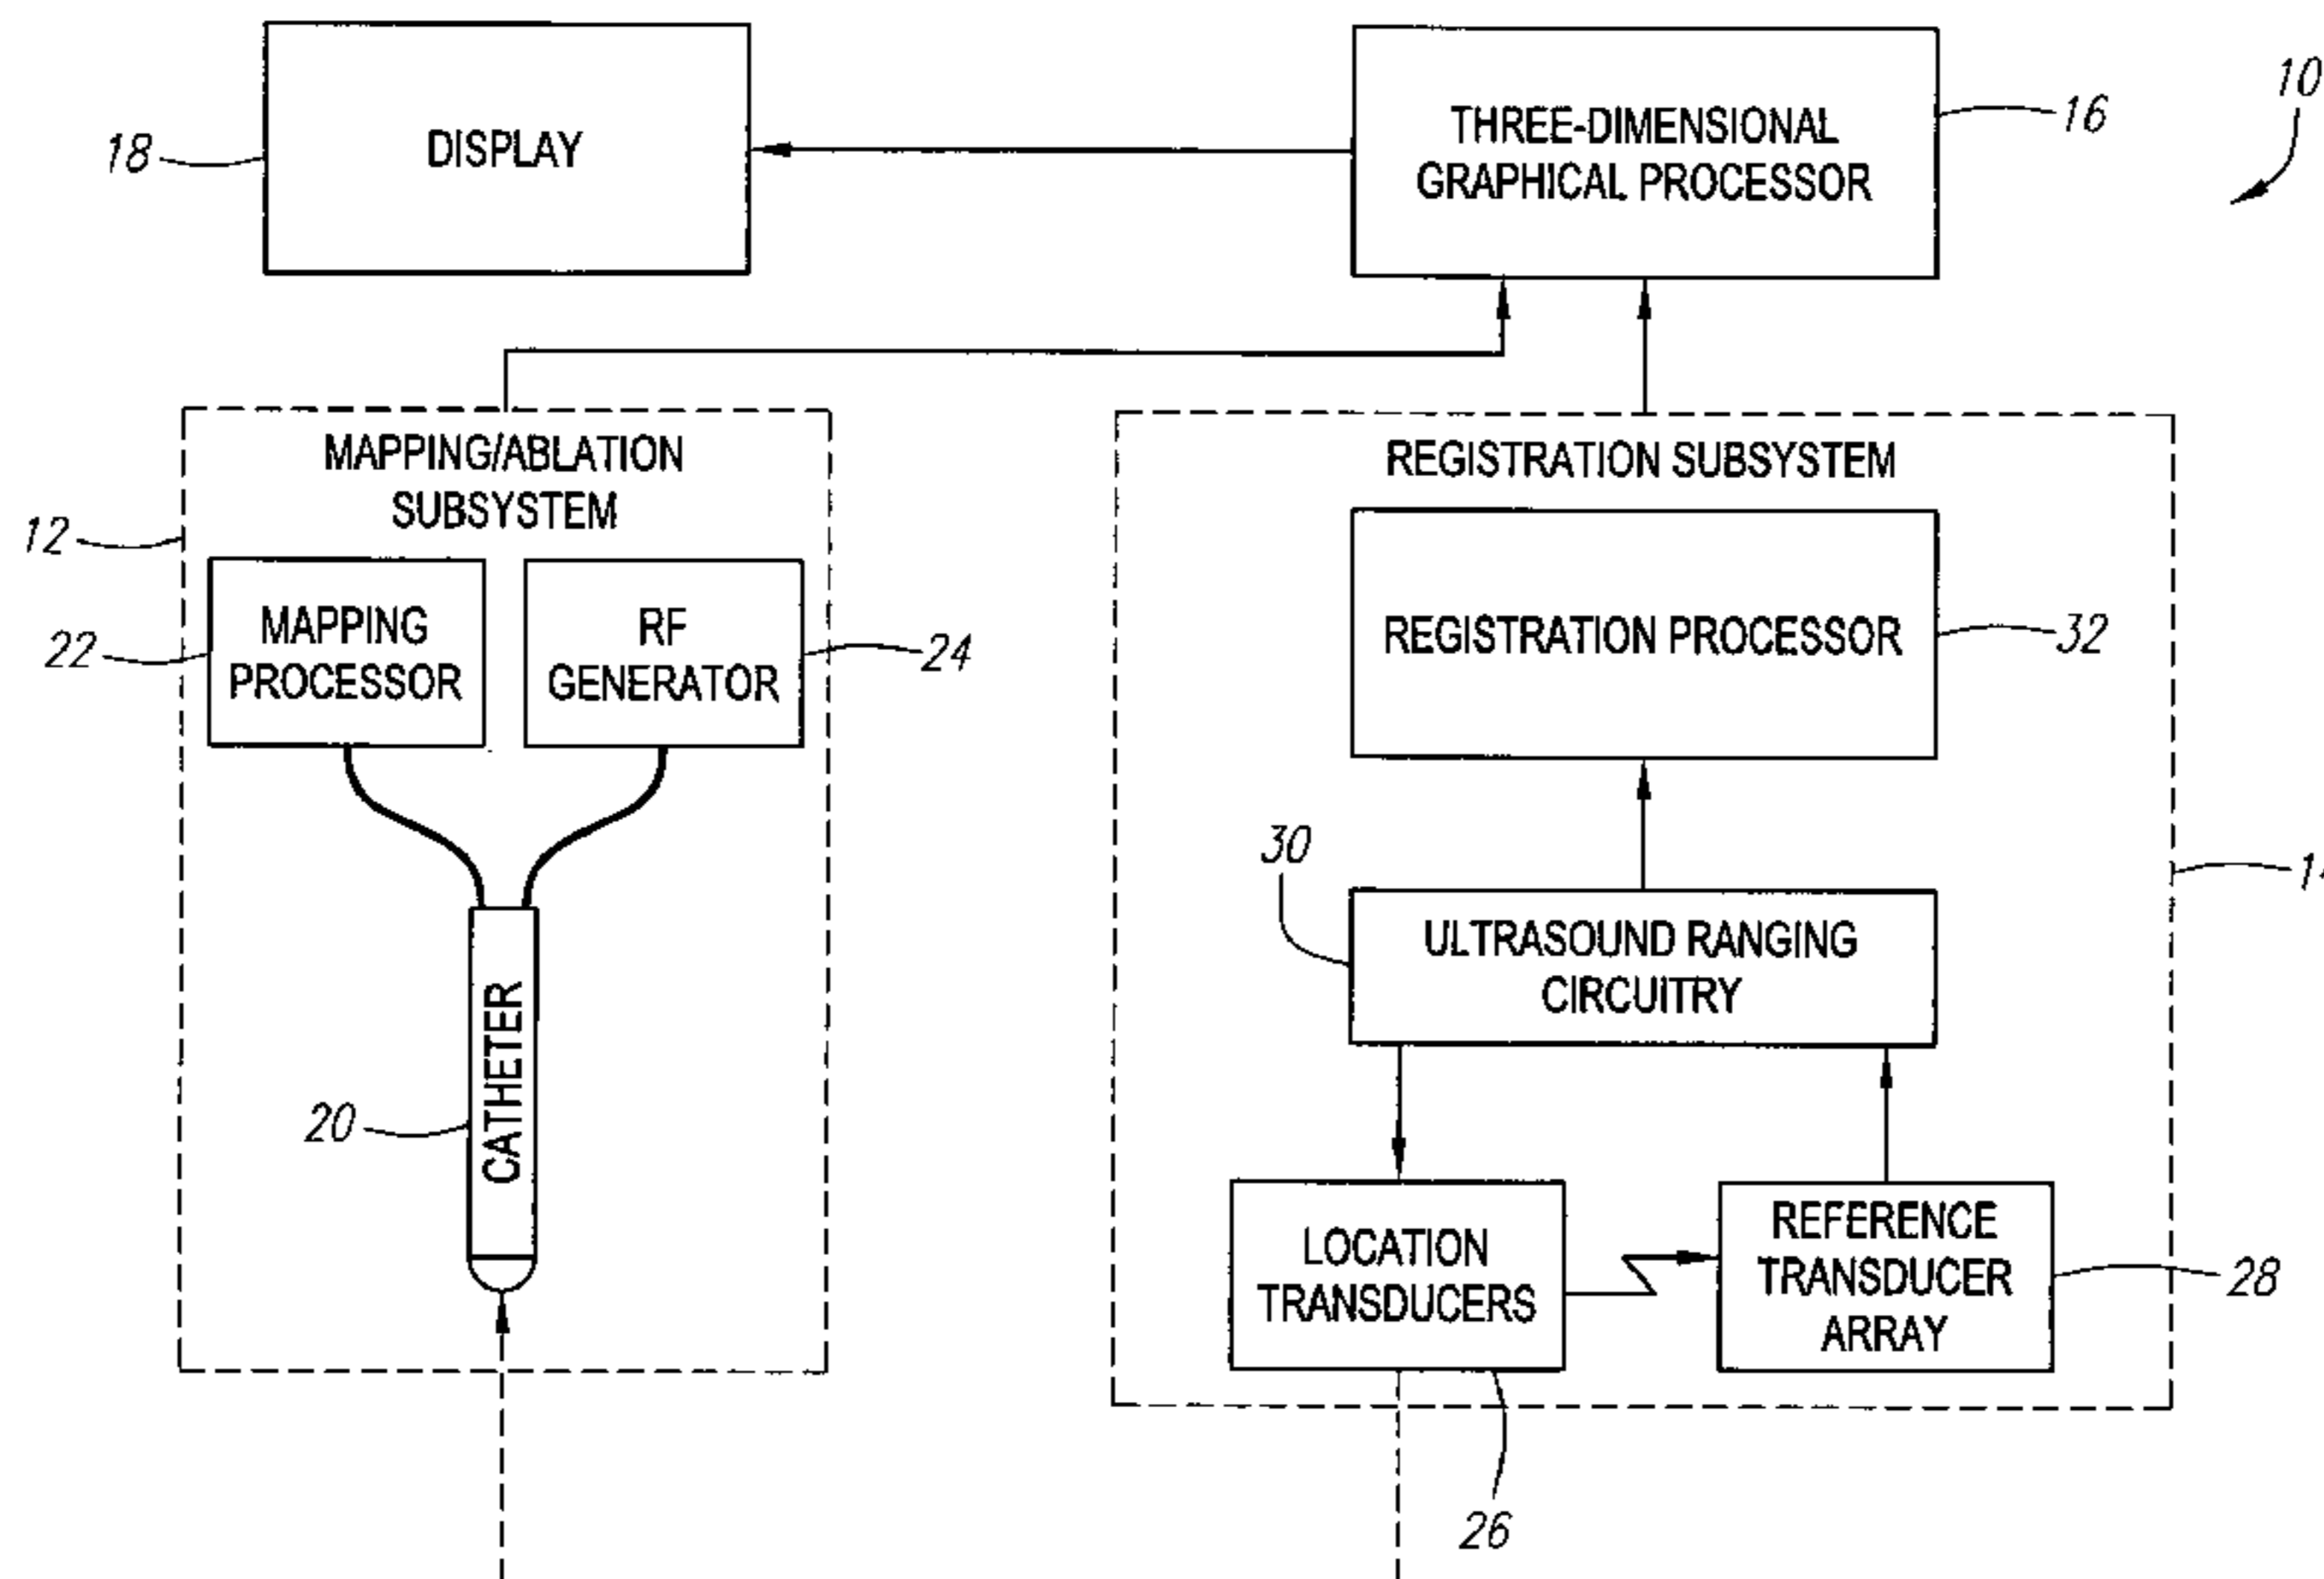 DISPLAY
18
THREE-DIMENSIONAL
GRAPHICAL PROCESSOR
16
10
MAPPING/ABLATION
SUBSYSTEM
12
MAPPING
PROCESSOR
22
RF
GENERATOR
24
CATHETER
20
REGISTRATION SUBSYSTEM
REGISTRATION PROCESSOR
32
30
ULTRASOUND RANGING
CIRCUITRY
LOCATION
TRANSDUCERS
26
REFERENCE
TRANSDUCER
ARRAY
28